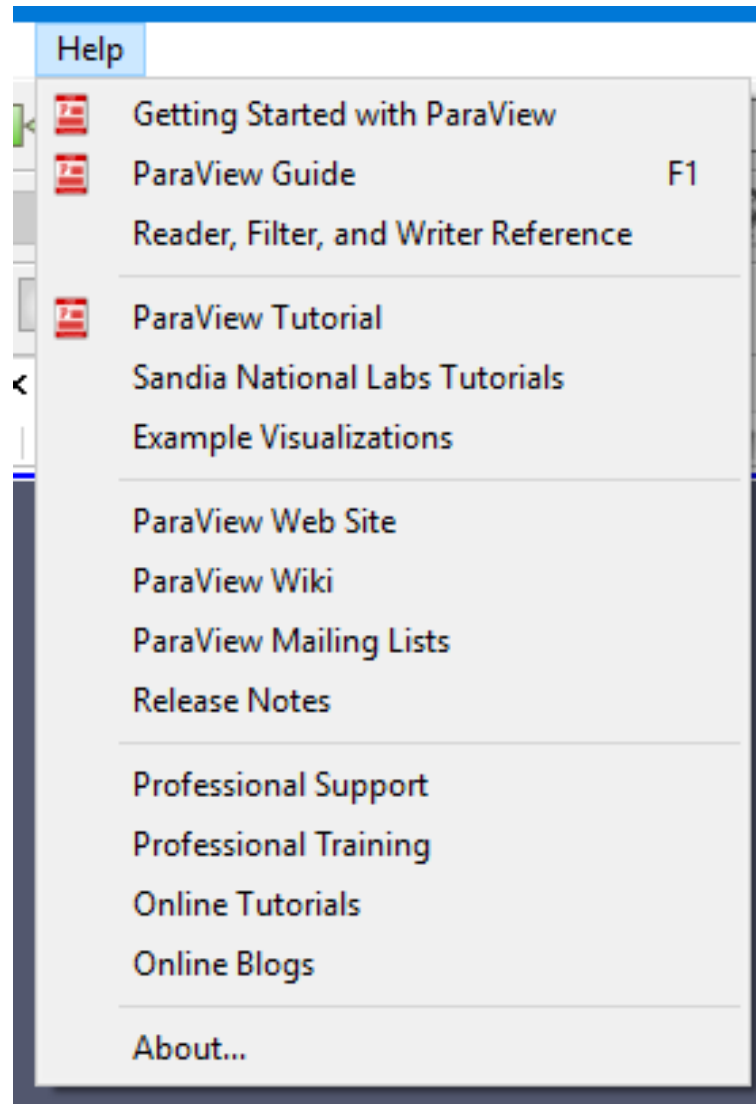 Help
Getting Started with ParaView
ParaView Guide F1
Reader, Filter, and Writer Reference
ParaView Tutorial
Sandia National Labs Tutorials
Example Visualizations
ParaView Web Site
ParaView Wiki
ParaView Mailing Lists
Release Notes
Professional Support
Professional Training
Online Tutorials
Online Blogs
About...